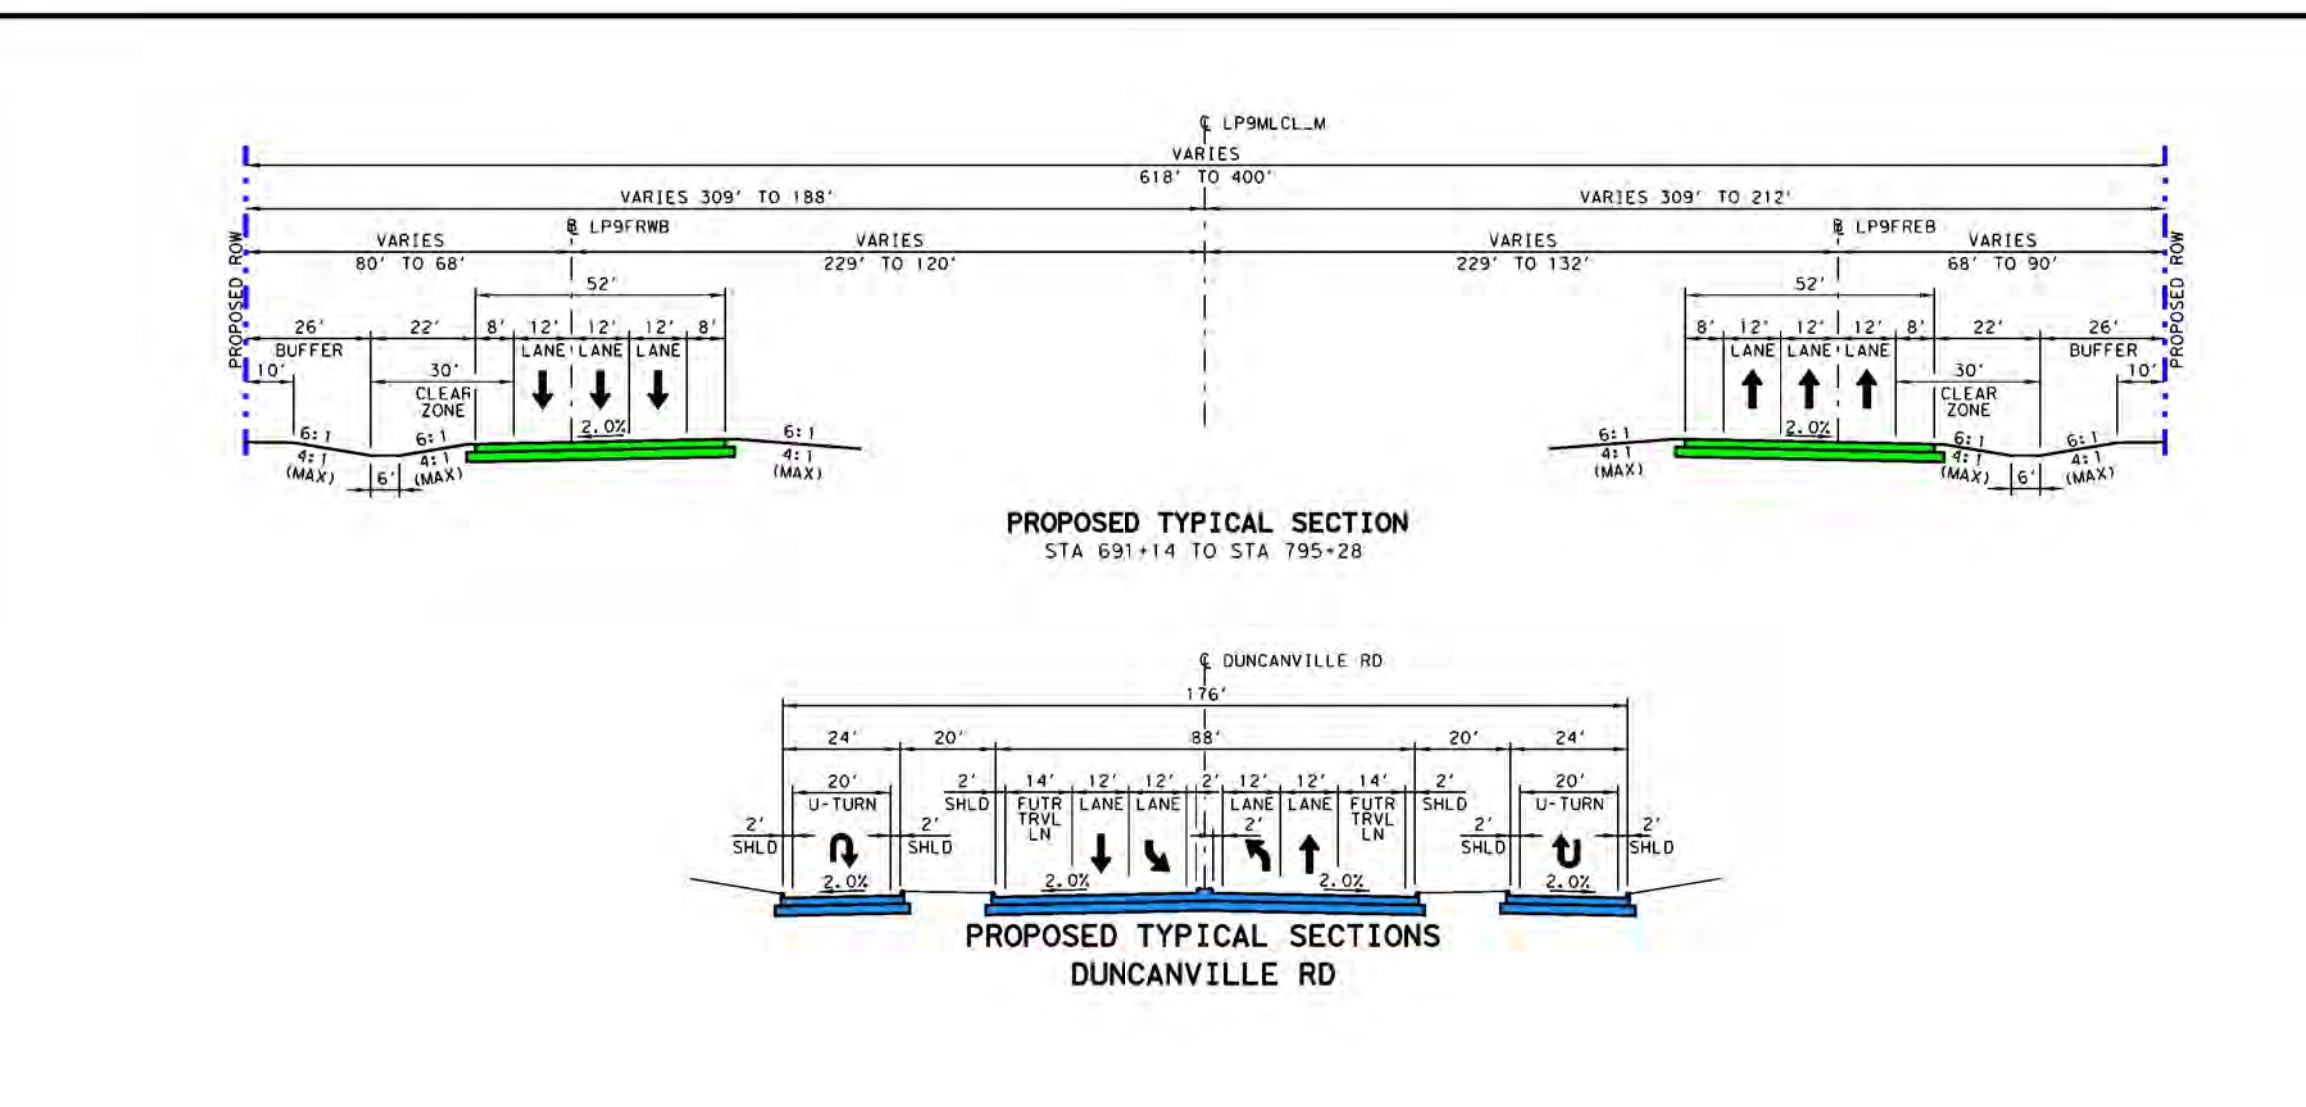 ℄ LP9MLCL_M
VARIES
618' TO 400'
VARIES 309' TO 188'
VARIES 309' TO 212'
PROPOSED ROW
VARIES
80' TO 68'
℄ LP9FRWB
VARIES
229' TO 120'
VARIES
229' TO 132'
LP9FREB
VARIES
68' TO 90'
PROPOSED ROW
52'
52'
26' 22' 8' 12' 12' 12' 8'
BUFFER LANE LANE LANE
8' 12' 12' 12' 8' 22' 26'
LANE LANE LANE BUFFER
10' 30'
CLEAR
ZONE
30' 10'
CLEAR
ZONE
6:1 6:1 2.0% 6:1
4:1 4:1 4:1
(MAX) 6' (MAX) (MAX)
6:1 2.0% 6:1 6:1
4:1 4:1 4:1
(MAX) (MAX) 6' (MAX)
PROPOSED TYPICAL SECTION
STA 691+14 TO STA 795+28
℄ DUNCANVILLE RD
176'
24' 20' 88' 20' 24'
20' 2' 14' 12' 12' 2' 12' 12' 14' 2' 20'
U-TURN SHLD FUTR LANE LANE LANE LANE FUTR SHLD U-TURN
TRVL TRVL
LN LN
2' 2' 2' 2' 2'
SHLD SHLD SHLD SHLD
2.0% 2.0% 2.0% 2.0%
PROPOSED TYPICAL SECTIONS
DUNCANVILLE RD